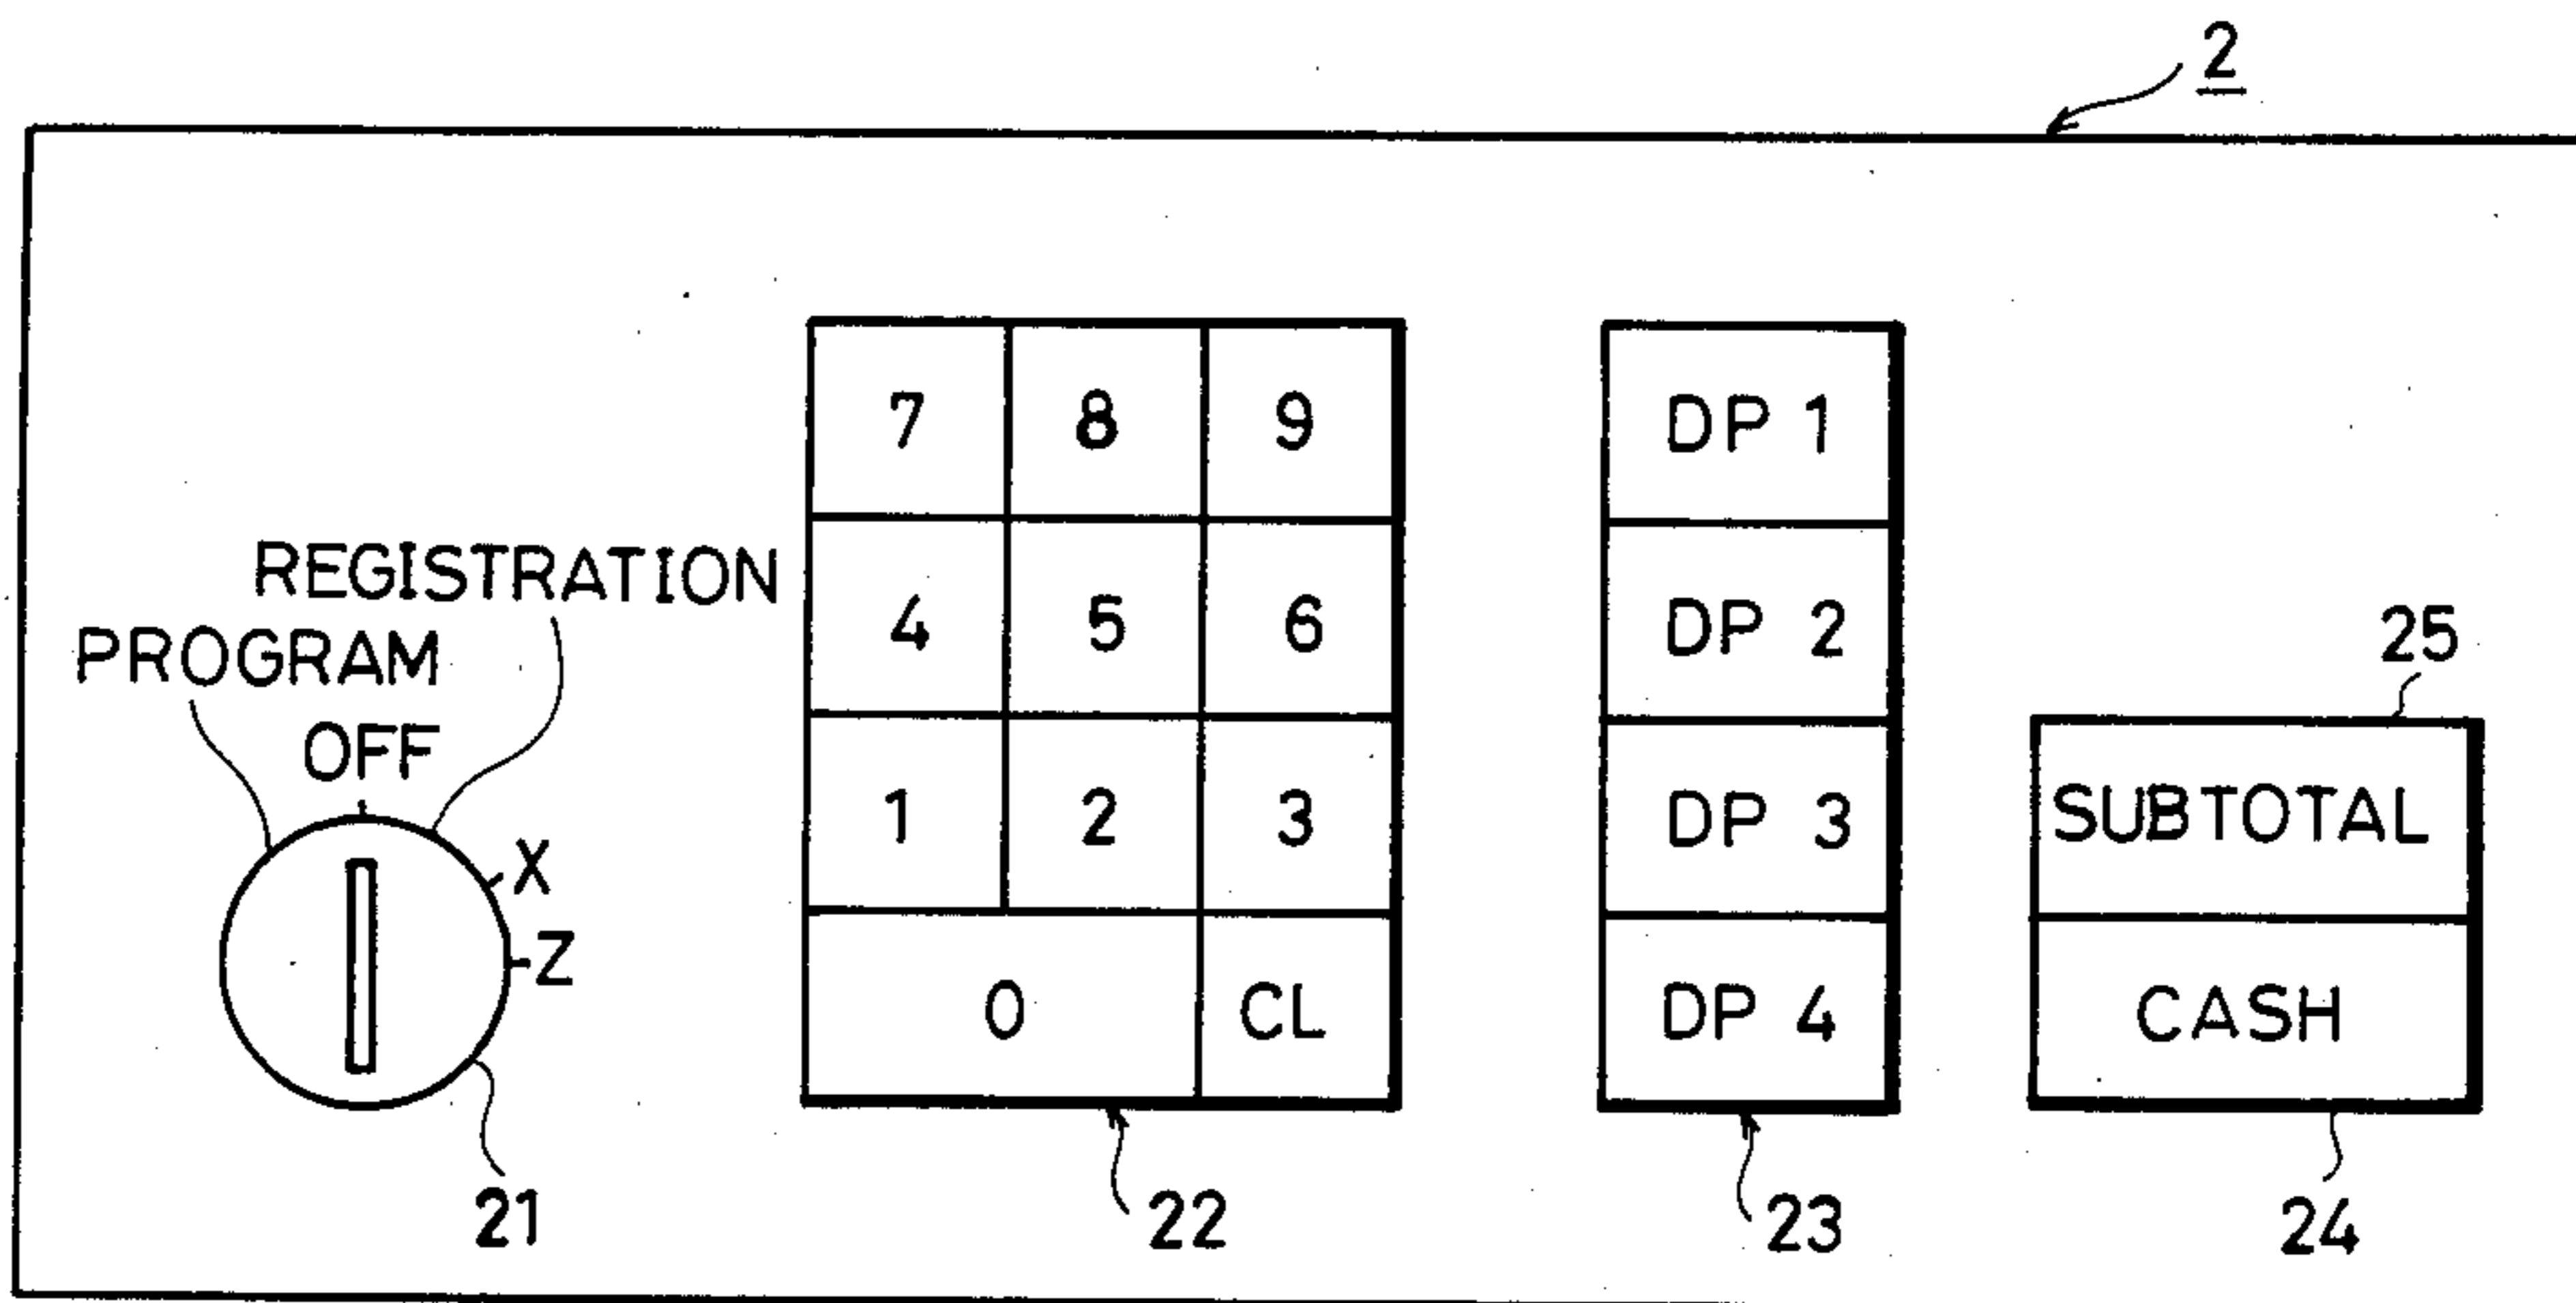 2
REGISTRATION
PROGRAM
OFF
X
Z
21
7 8 9
4 5 6
1 2 3
0 CL
22
DP 1
DP 2
DP 3
DP 4
23
25
SUBTOTAL
CASH
24